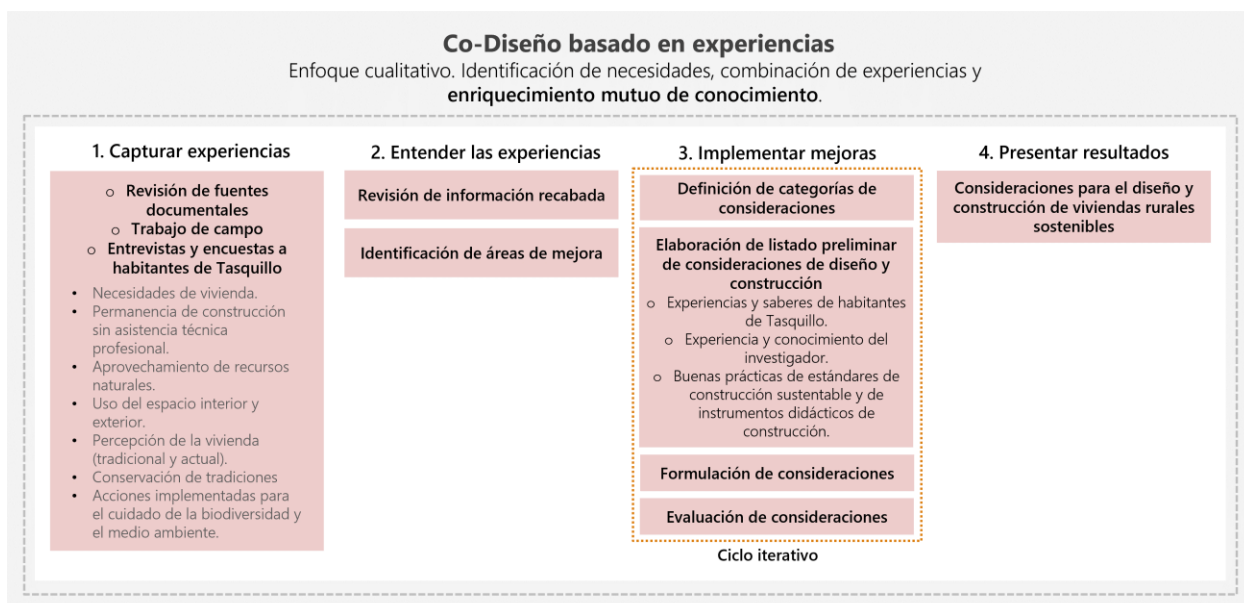 Co-Diseño basado en experiencias
Enfoque cualitativo. Identificación de necesidades, combinación de experiencias y
enriquecimiento mutuo de conocimiento.
1. Capturar experiencias
o Revisión de fuentes
documentales
o Trabajo de campo
o Entrevistas y encuestas a
habitantes de Tasquillo
• Necesidades de vivienda.
• Permanencia de construcción
sin asistencia técnica
profesional.
• Aprovechamiento de recursos
naturales.
• Uso del espacio interior y
exterior.
• Percepción de la vivienda
(tradicional y actual).
• Conservación de tradiciones
• Acciones implementadas para
el cuidado de la biodiversidad y
el medio ambiente.
2. Entender las experiencias
Revisión de información recabada
Identificación de áreas de mejora
3. Implementar mejoras
Definición de categorías de
consideraciones
Elaboración de listado preliminar
de consideraciones de diseño y
construcción
o Experiencias y saberes de habitantes
de Tasquillo.
o Experiencia y conocimiento del
investigador.
o Buenas prácticas de estándares de
construcción sustentable y de
instrumentos didácticos de
construcción.
Formulación de consideraciones
Evaluación de consideraciones
Ciclo iterativo
4. Presentar resultados
Consideraciones para el diseño y
construcción de viviendas rurales
sostenibles